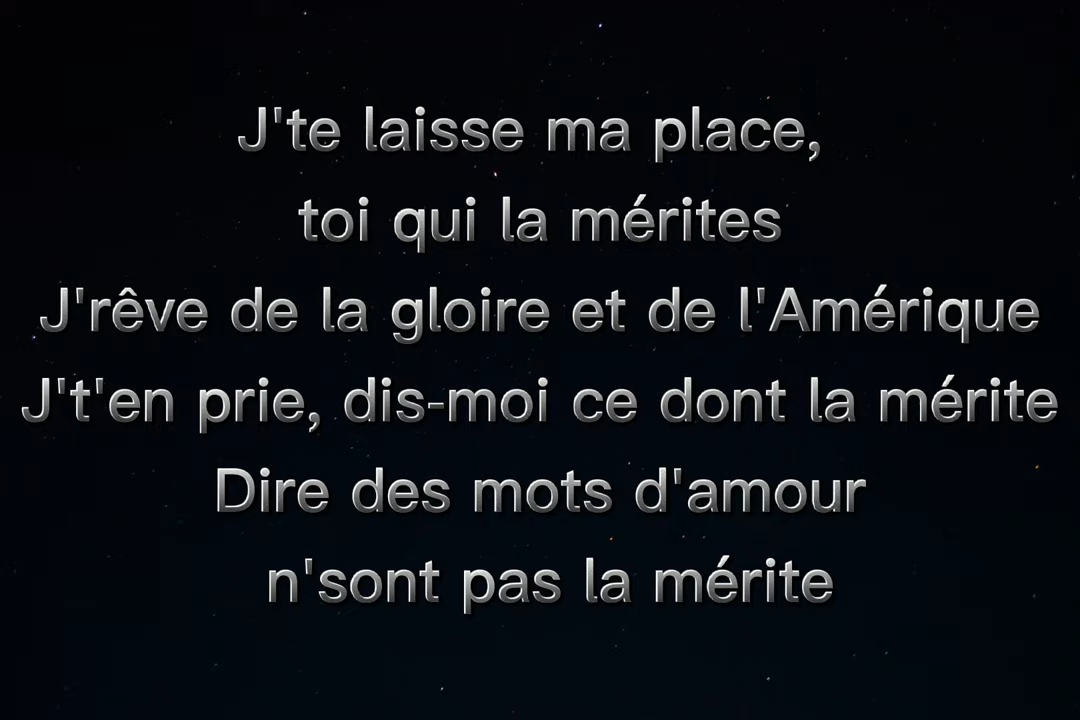 J'te laisse ma place,
toi qui la mérites
J'rêve de la gloire et de l'Amérique
J't'en prie, dis-moi ce dont la mérite
Dire des mots d'amour
n'sont pas la mérite